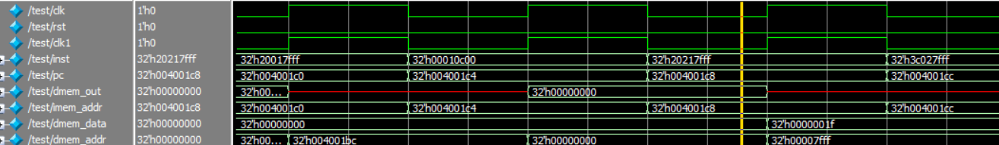 /test/clk 1'h0
/test/rst 1'h0
/test/clk1 1'h0
/test/inst 32'h20217fff 32'h20017fff 32'h00010c00 32'h20217fff 32'h3c027fff
/test/pc 32'h004001c8 32'h004001c0 32'h004001c4 32'h004001c8 32'h004001cc
/test/dmem_out 32'h00000000 32'h00... 32'h00000000
/test/imem_addr 32'h004001c8 32'h004001c0 32'h004001c4 32'h004001c8 32'h004001cc
/test/dmem_data 32'h00000000 32'h00000000 32'h0000001f
/test/dmem_addr 32'h00000000 32'h00... 32'h004001bc 32'h00000000 32'h00007fff